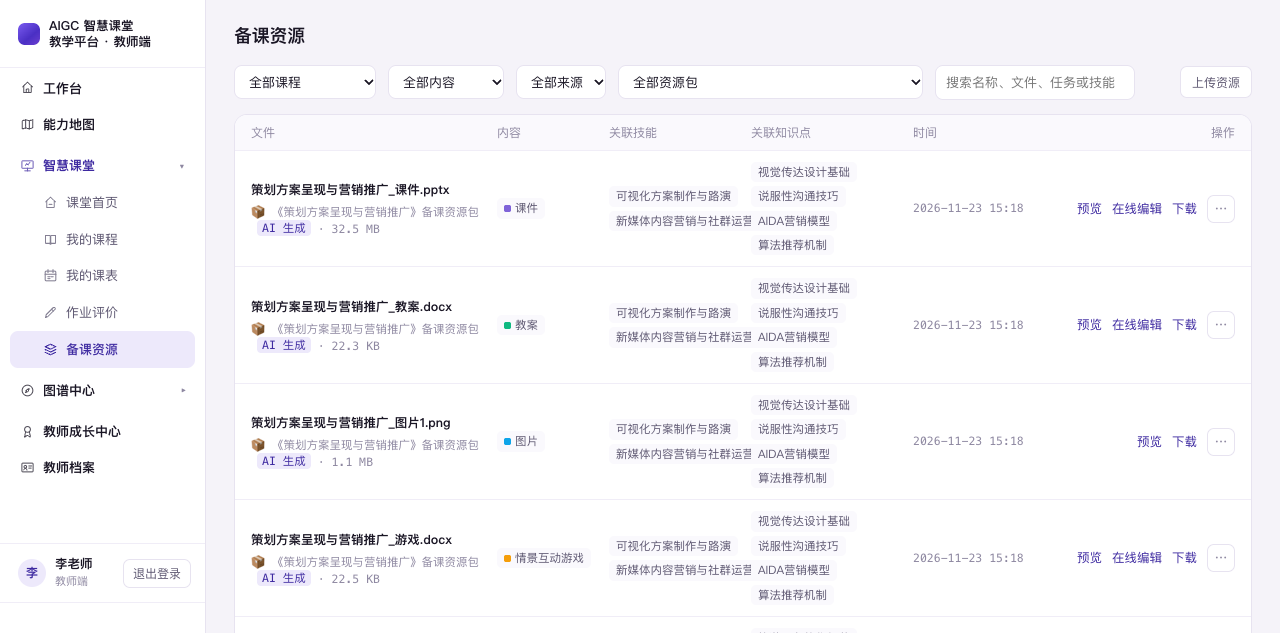 AIGC 智慧课堂
教学平台 · 教师端
工作台
能力地图
智慧课堂
课堂首页
我的课程
我的课表
作业评价
备课资源
图谱中心
教师成长中心
教师档案
李
李老师
教师端
退出登录
备课资源
全部课程
全部内容
全部来源
全部资源包
搜索名称、文件、任务或技能
上传资源
文件 内容 关联技能 关联知识点 时间 操作
策划方案呈现与营销推广_课件.pptx
《策划方案呈现与营销推广》备课资源包
AI 生成 · 32.5 MB
课件
可视化方案制作与路演
新媒体内容营销与社群运营
视觉传达设计基础
说服性沟通技巧
AIDA营销模型
算法推荐机制
2026-11-23 15:18
预览 在线编辑 下载 ···
策划方案呈现与营销推广_教案.docx
《策划方案呈现与营销推广》备课资源包
AI 生成 · 22.3 KB
教案
可视化方案制作与路演
新媒体内容营销与社群运营
视觉传达设计基础
说服性沟通技巧
AIDA营销模型
算法推荐机制
2026-11-23 15:18
预览 在线编辑 下载 ···
策划方案呈现与营销推广_图片1.png
《策划方案呈现与营销推广》备课资源包
AI 生成 · 1.1 MB
图片
可视化方案制作与路演
新媒体内容营销与社群运营
视觉传达设计基础
说服性沟通技巧
AIDA营销模型
算法推荐机制
2026-11-23 15:18
预览 下载 ···
策划方案呈现与营销推广_游戏.docx
《策划方案呈现与营销推广》备课资源包
AI 生成 · 22.5 KB
情景互动游戏
可视化方案制作与路演
新媒体内容营销与社群运营
视觉传达设计基础
说服性沟通技巧
AIDA营销模型
算法推荐机制
2026-11-23 15:18
预览 在线编辑 下载 ···